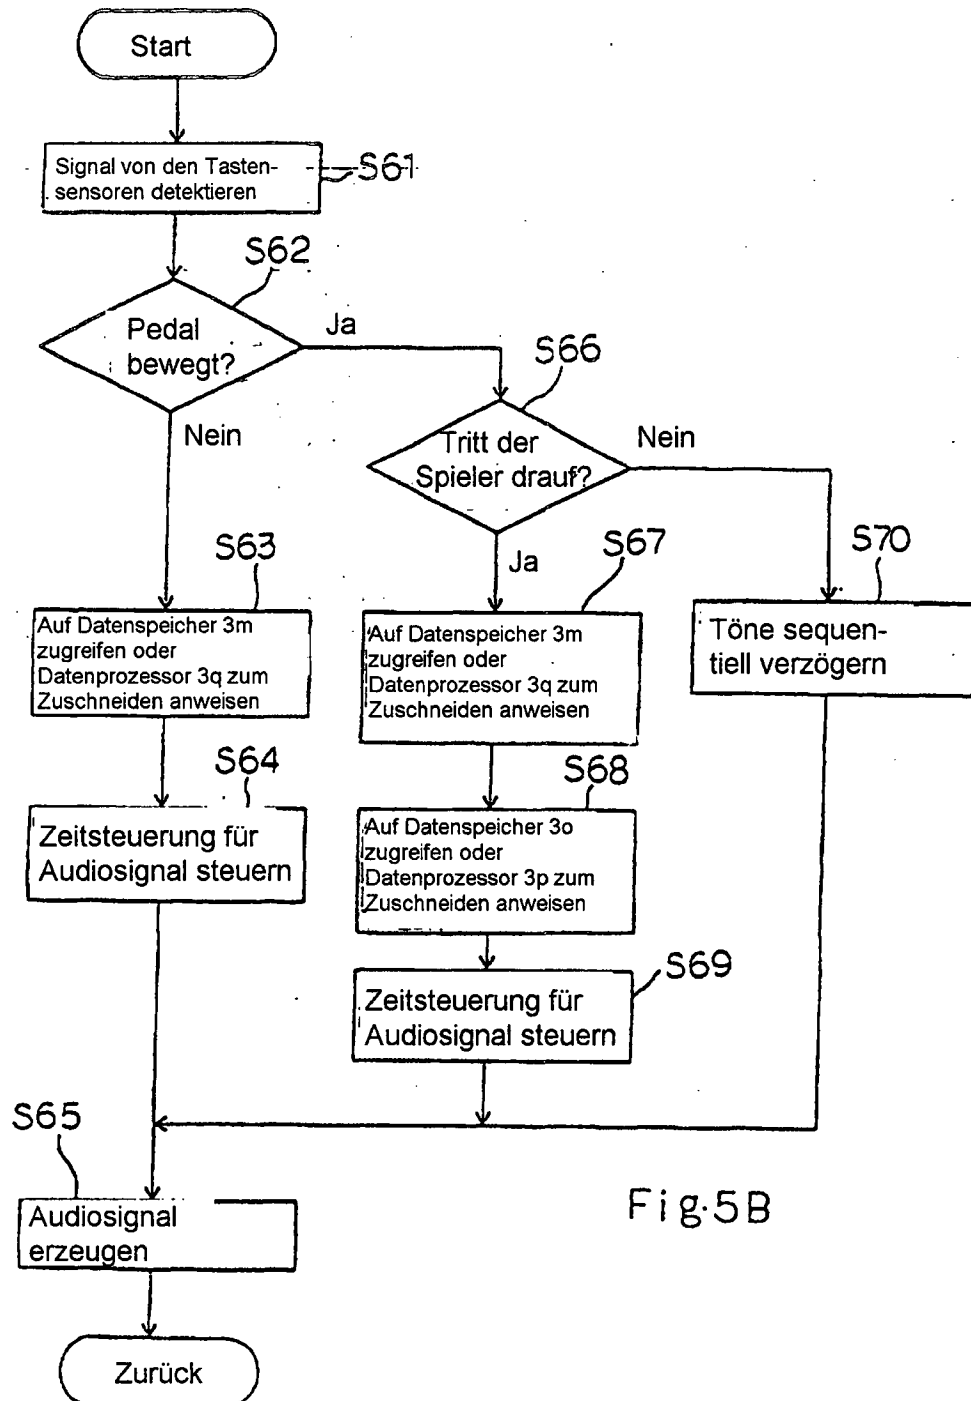 Start
Signal von den Tasten-
sensoren detektieren
S61
S62
Pedal
bewegt?
Ja
Nein
S66
Tritt der
Spieler drauf?
Nein
Ja
S63
Auf Datenspeicher 3m
zugreifen oder
Datenprozessor 3q zum
Zuschneiden anweisen
S67
Auf Datenspeicher 3m
zugreifen oder
Datenprozessor 3q zum
Zuschneiden anweisen
S70
Töne sequen-
tiell verzögern
S64
Zeitsteuerung für
Audiosignal steuern
S68
Auf Datenspeicher 3o
zugreifen oder
Datenprozessor 3p zum
Zuschneiden anweisen
S69
Zeitsteuerung für
Audiosignal steuern
S65
Audiosignal
erzeugen
Zurück
Fig.5B